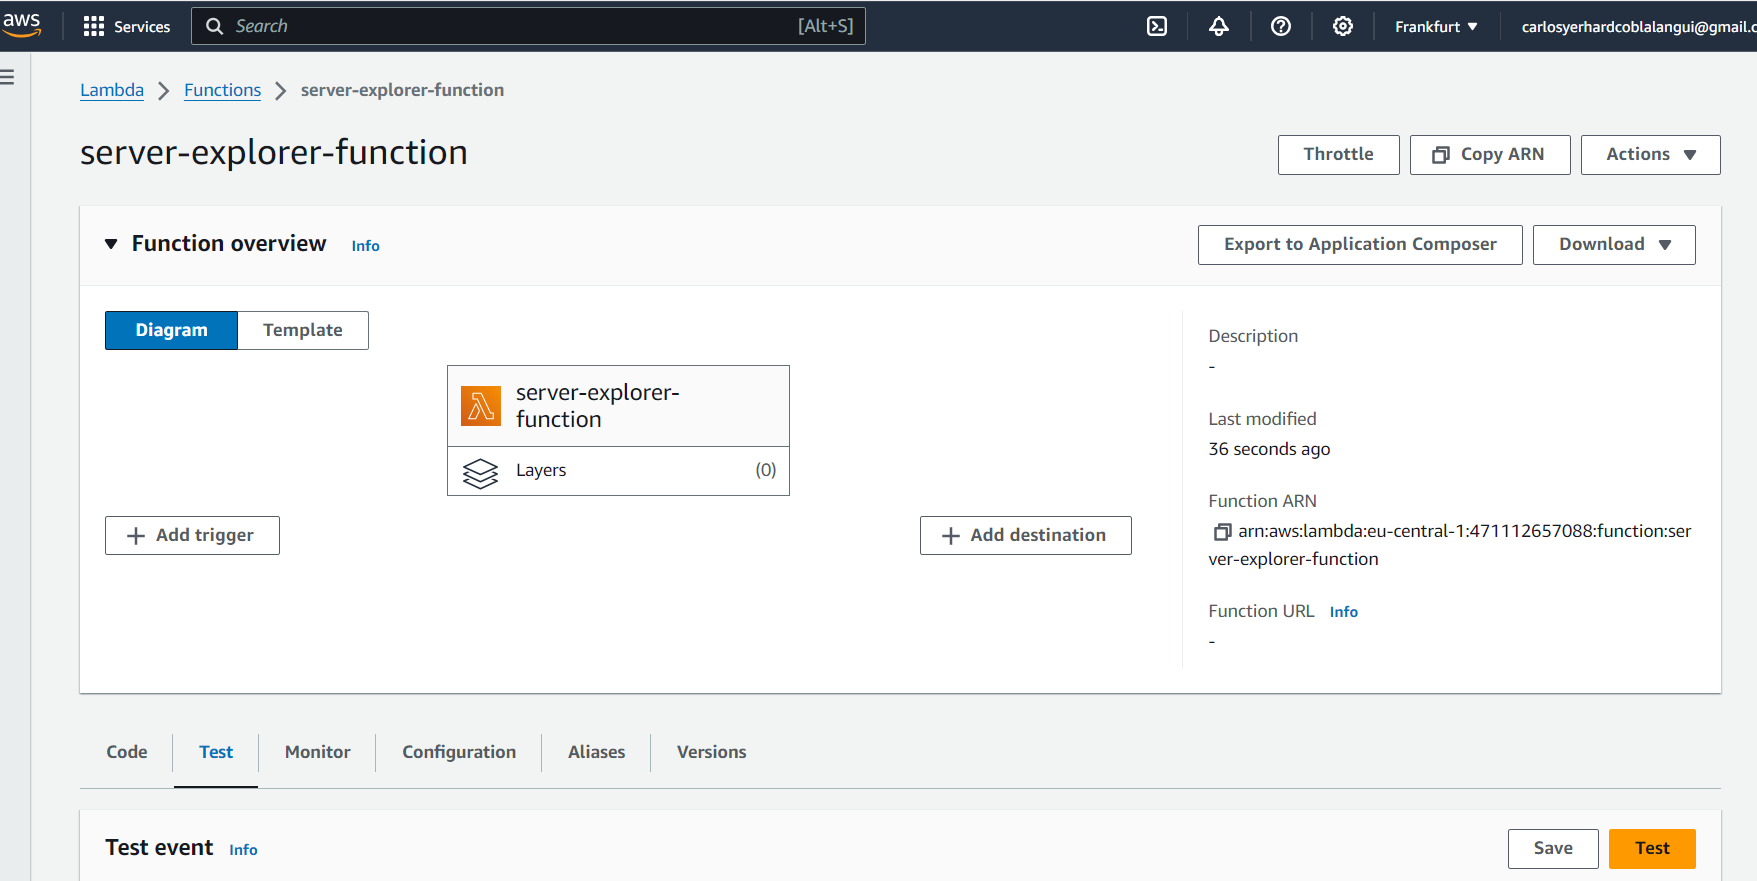 aws
Services
Search
[Alt+S]
Frankfurt
carlosyerhardcoblalangui@gmail.c
Lambda
Functions
server-explorer-function
server-explorer-function
Throttle
Copy ARN
Actions
Function overview
Info
Export to Application Composer
Download
Diagram
Template
server-explorer-
function
Layers
(0)
+ Add trigger
+ Add destination
Description
-
Last modified
36 seconds ago
Function ARN
arn:aws:lambda:eu-central-1:471112657088:function:ser
ver-explorer-function
Function URL
Info
-
Code
Test
Monitor
Configuration
Aliases
Versions
Test event
Info
Save
Test